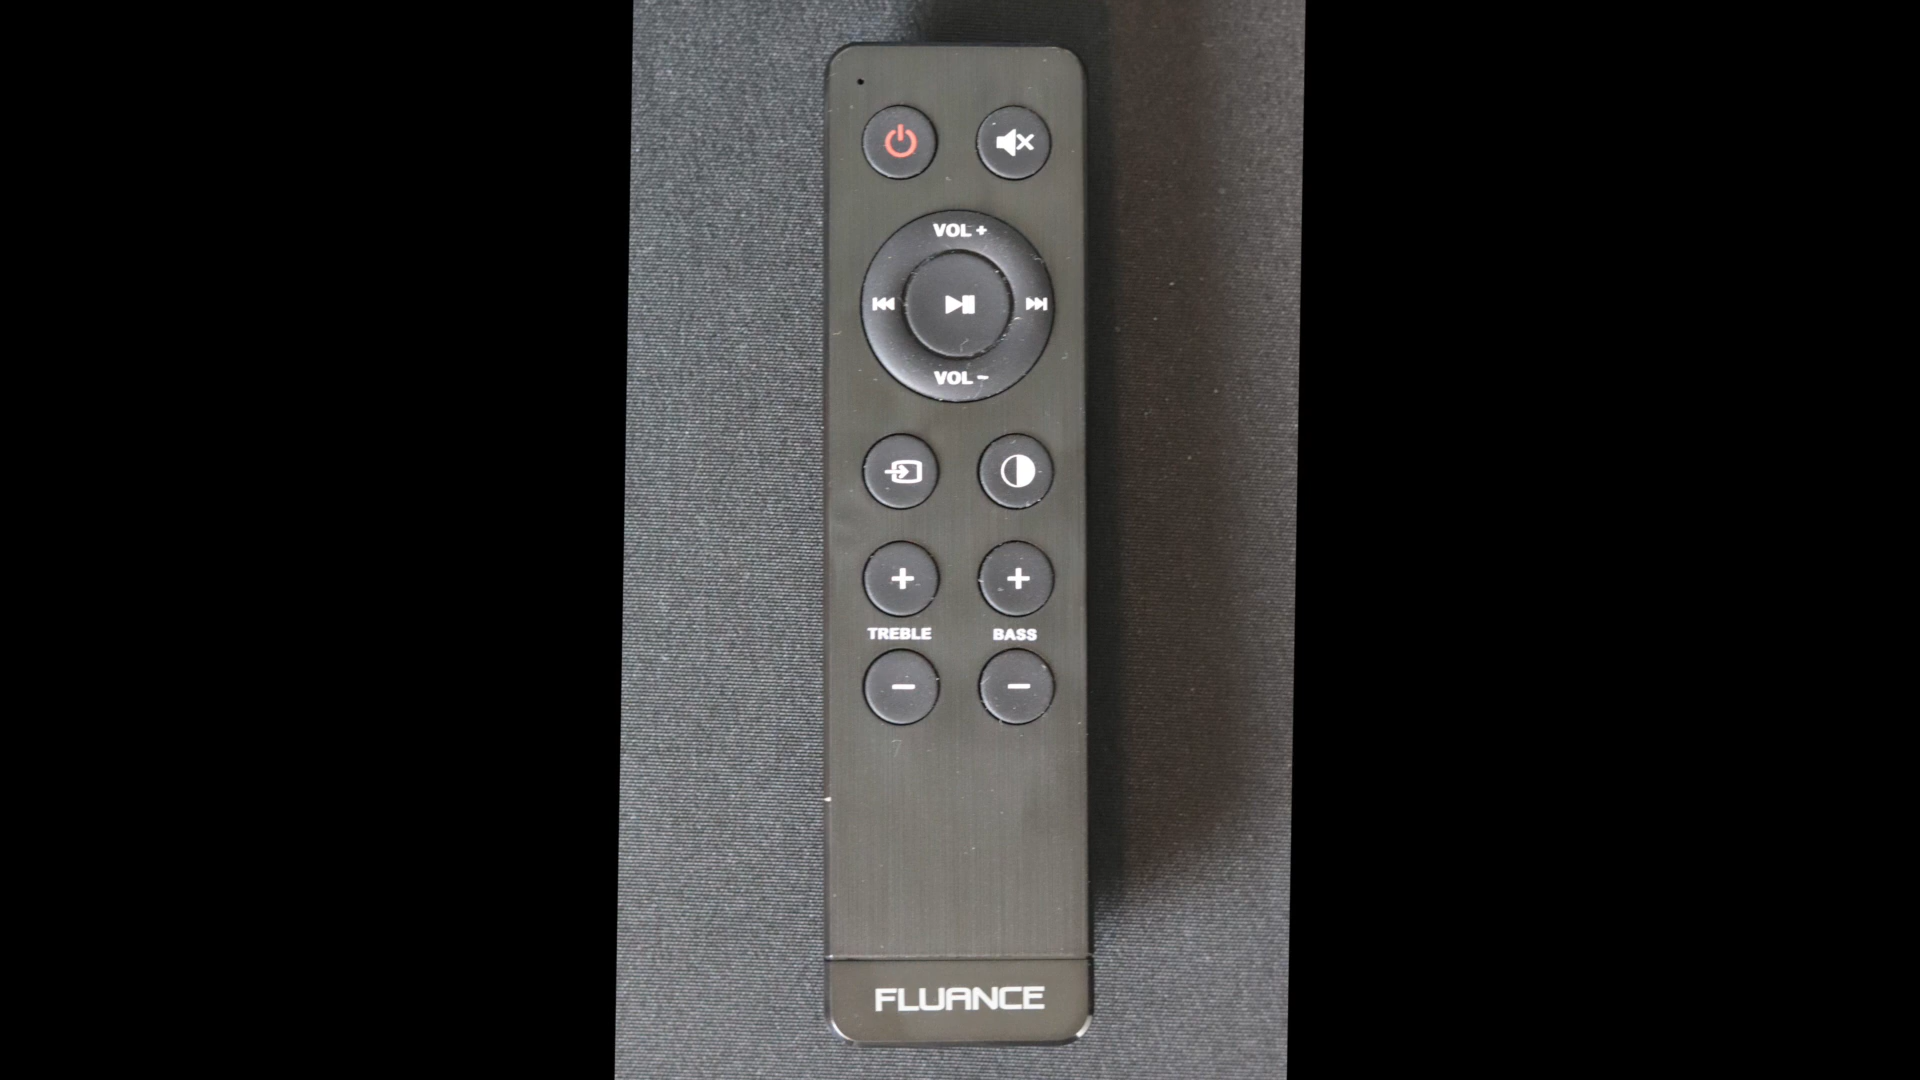 VOL +
VOL -
+ +
TREBLE BASS
- -
FLUANCE